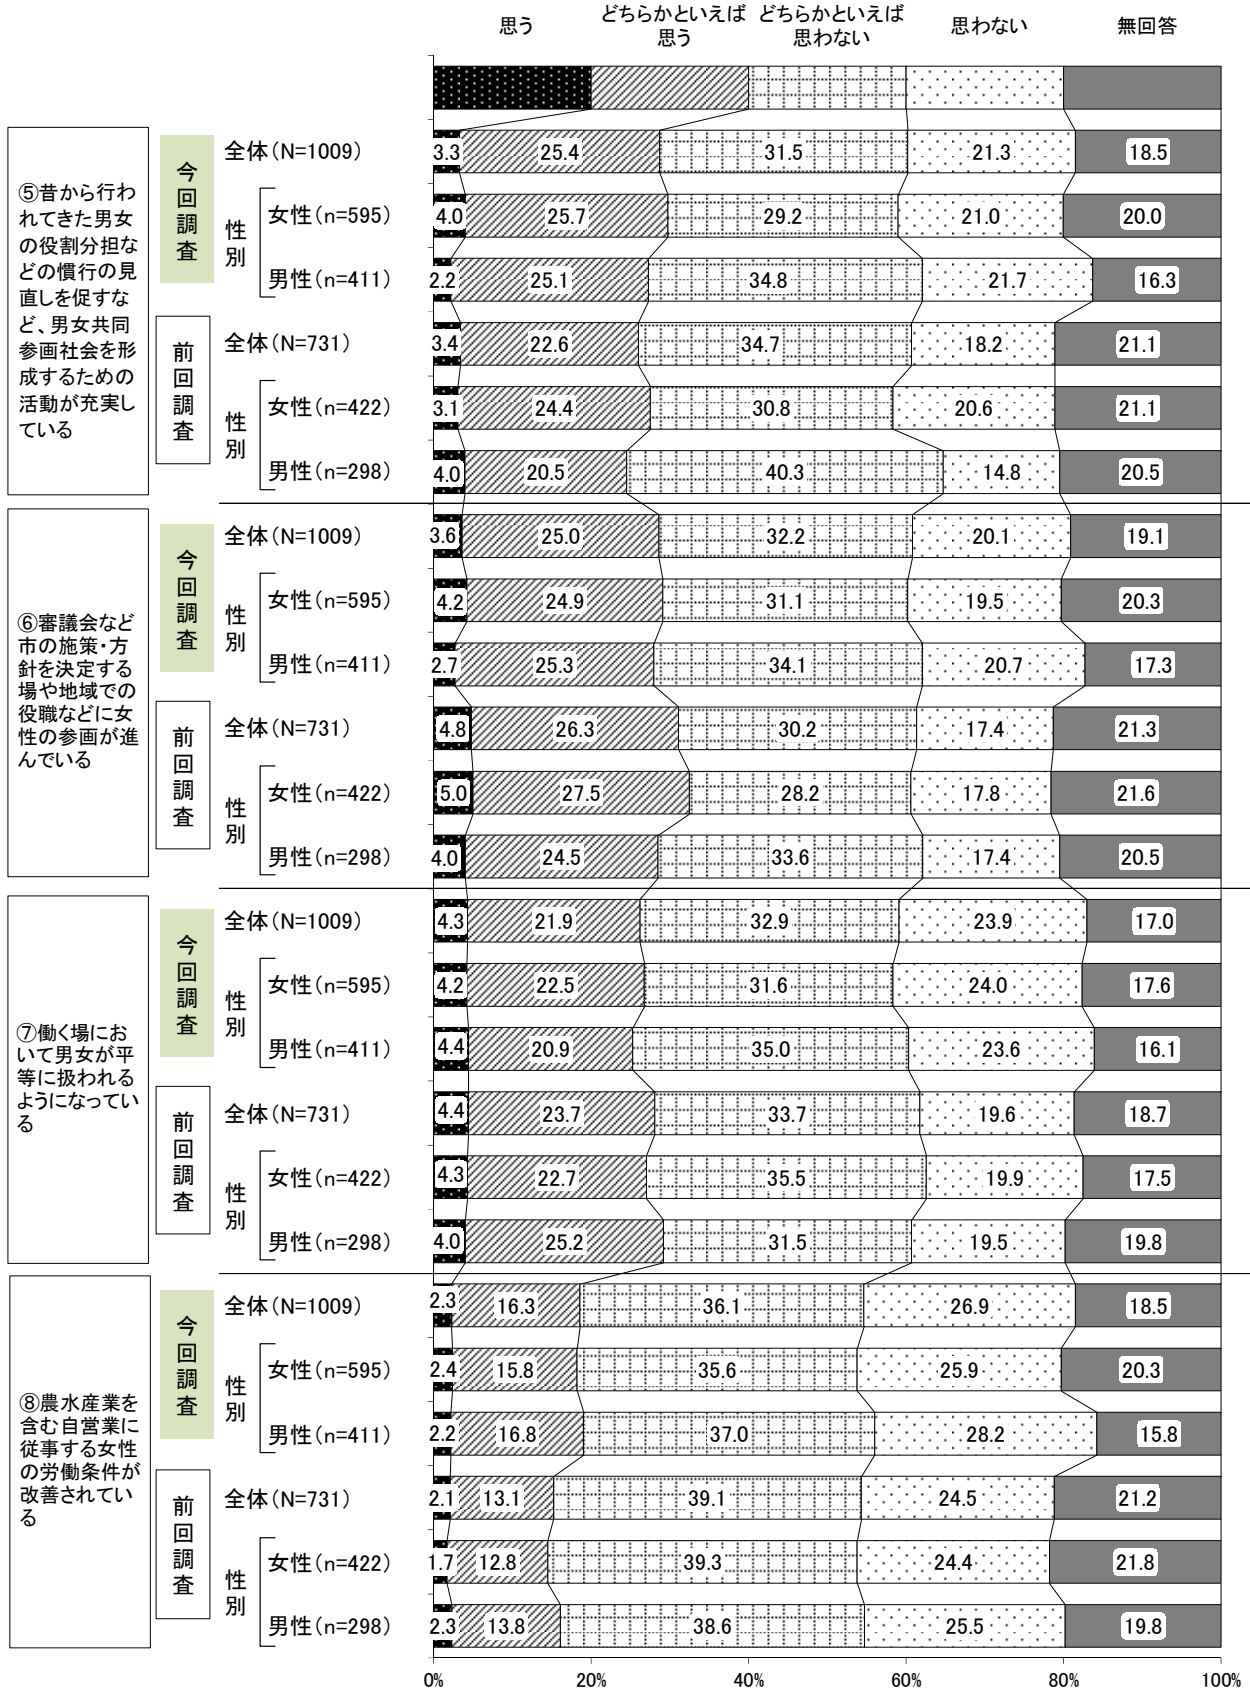 思う
どちらかといえば
思う
どちらかといえば
思わない
思わない
無回答
⑤昔から行わ
れてきた男女
の役割分担な
どの慣行の見
直しを促すな
ど、男女共同
参画社会を形
成するための
活動が充実し
ている
今回調査
全体(N=1009)
3.3 25.4 31.5 21.3 18.5
性別
女性(n=595)
4.0 25.7 29.2 21.0 20.0
男性(n=411)
2.2 25.1 34.8 21.7 16.3
前回調査
全体(N=731)
3.4 22.6 34.7 18.2 21.1
性別
女性(n=422)
3.1 24.4 30.8 20.6 21.1
男性(n=298)
4.0 20.5 40.3 14.8 20.5
⑥審議会など
市の施策・方
針を決定する
場や地域での
役職などに女
性の参画が進
んでいる
今回調査
全体(N=1009)
3.6 25.0 32.2 20.1 19.1
性別
女性(n=595)
4.2 24.9 31.1 19.5 20.3
男性(n=411)
2.7 25.3 34.1 20.7 17.3
前回調査
全体(N=731)
4.8 26.3 30.2 17.4 21.3
性別
女性(n=422)
5.0 27.5 28.2 17.8 21.6
男性(n=298)
4.0 24.5 33.6 17.4 20.5
⑦働く場にお
いて男女が平
等に扱われる
ようになってい
る
今回調査
全体(N=1009)
4.3 21.9 32.9 23.9 17.0
性別
女性(n=595)
4.2 22.5 31.6 24.0 17.6
男性(n=411)
4.4 20.9 35.0 23.6 16.1
前回調査
全体(N=731)
4.4 23.7 33.7 19.6 18.7
性別
女性(n=422)
4.3 22.7 35.5 19.9 17.5
男性(n=298)
4.0 25.2 31.5 19.5 19.8
⑧農水産業を
含む自営業に
従事する女性
の労働条件が
改善されてい
る
今回調査
全体(N=1009)
2.3 16.3 36.1 26.9 18.5
性別
女性(n=595)
2.4 15.8 35.6 25.9 20.3
男性(n=411)
2.2 16.8 37.0 28.2 15.8
前回調査
全体(N=731)
2.1 13.1 39.1 24.5 21.2
性別
女性(n=422)
1.7 12.8 39.3 24.4 21.8
男性(n=298)
2.3 13.8 38.6 25.5 19.8
0% 20% 40% 60% 80% 100%